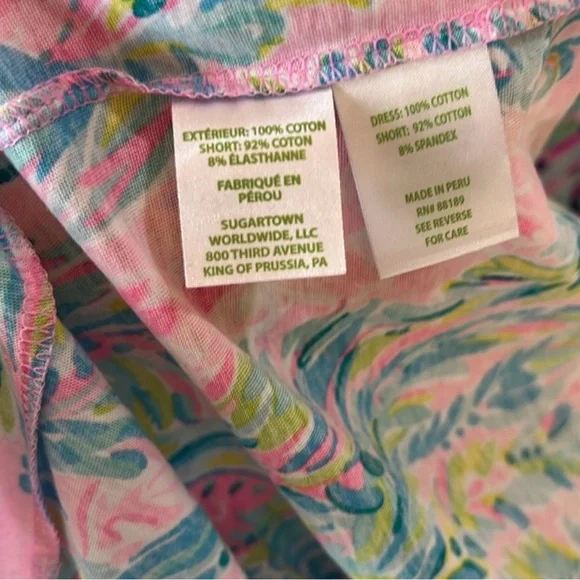 EXTÉRIEUR: 100% COTON
SHORT: 92% COTON
8% ÉLASTHANNE
FABRIQUÉ EN
PÉROU
SUGARTOWN
WORLDWIDE, LLC
800 THIRD AVENUE
KING OF PRUSSIA, PA
DRESS: 100% COTTON
SHORT: 92% COTTON
8% SPANDEX
MADE IN PERU
RN# 88189
SEE REVERSE
FOR CARE